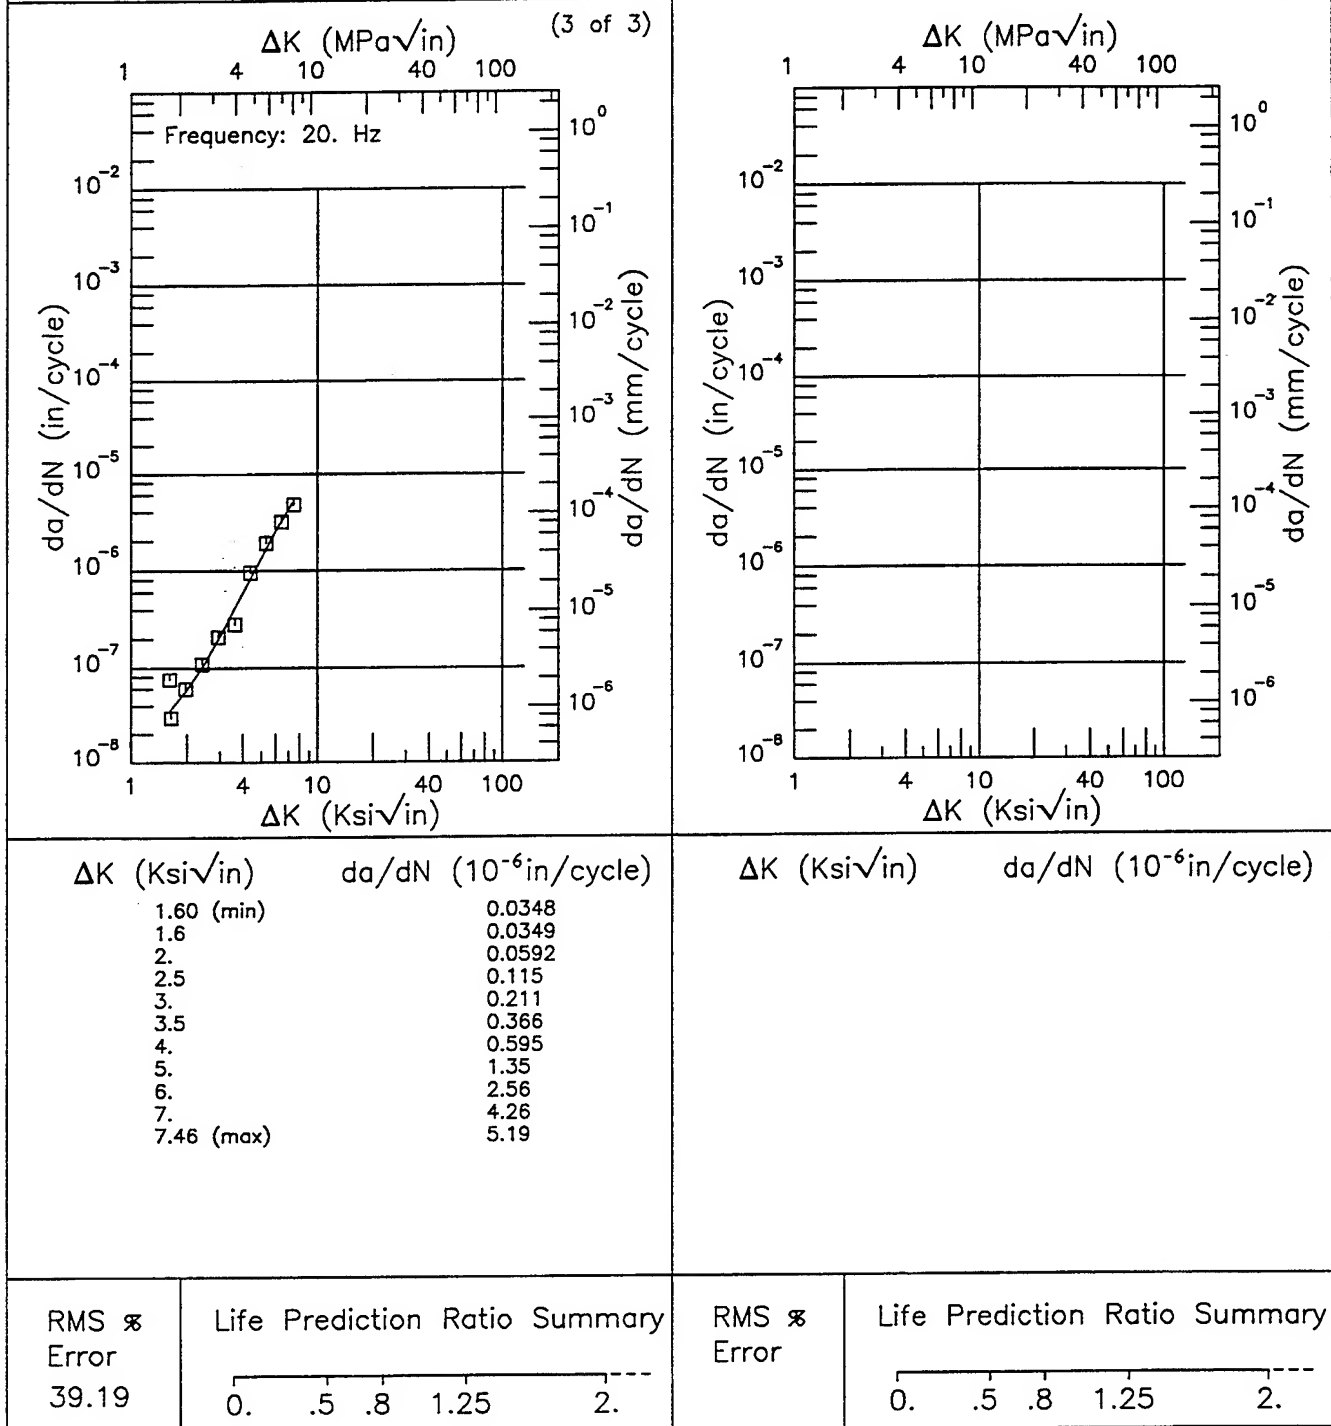 (3 of 3)
ΔK (MPa√in)
1 4 10 40 100
Frequency: 20. Hz
10⁻²
10⁻³
10⁻⁴
10⁻⁵
10⁻⁶
10⁻⁷
10⁻⁸
da/dN (in/cycle)
10⁰
10⁻¹
10⁻²
10⁻³
10⁻⁴
10⁻⁵
10⁻⁶
da/dN (mm/cycle)
1 4 10 40 100
ΔK (Ksi√in)
ΔK (MPa√in)
1 4 10 40 100
10⁻²
10⁻³
10⁻⁴
10⁻⁵
10⁻⁶
10⁻⁷
10⁻⁸
da/dN (in/cycle)
10⁰
10⁻¹
10⁻²
10⁻³
10⁻⁴
10⁻⁵
10⁻⁶
da/dN (mm/cycle)
1 4 10 40 100
ΔK (Ksi√in)
ΔK (Ksi√in) da/dN (10⁻⁶in/cycle)
1.60 (min) 0.0348
1.6 0.0349
2. 0.0592
2.5 0.115
3. 0.211
3.5 0.366
4. 0.595
5. 1.35
6. 2.56
7. 4.26
7.46 (max) 5.19
ΔK (Ksi√in) da/dN (10⁻⁶in/cycle)
RMS %
Error
39.19
Life Prediction Ratio Summary
0. .5 .8 1.25 2.
RMS %
Error
Life Prediction Ratio Summary
0. .5 .8 1.25 2.